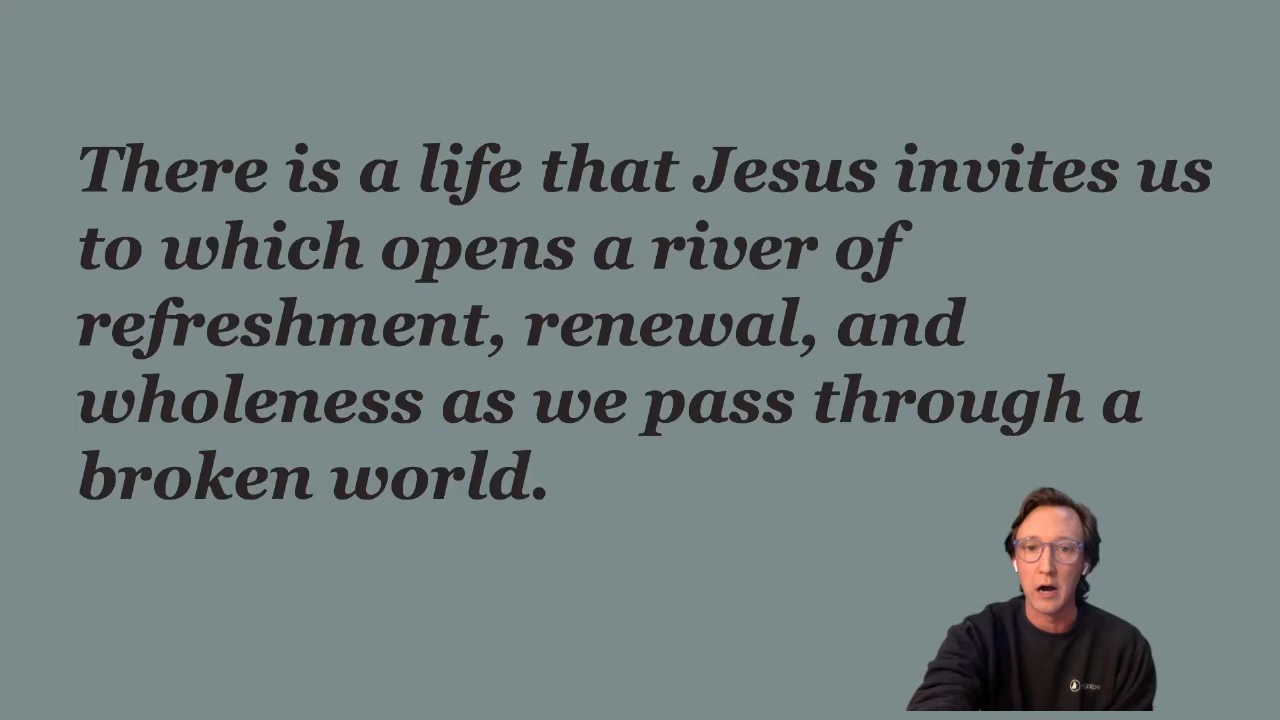 There is a life that Jesus invites us
to which opens a river of
refreshment, renewal, and
wholeness as we pass through a
broken world.